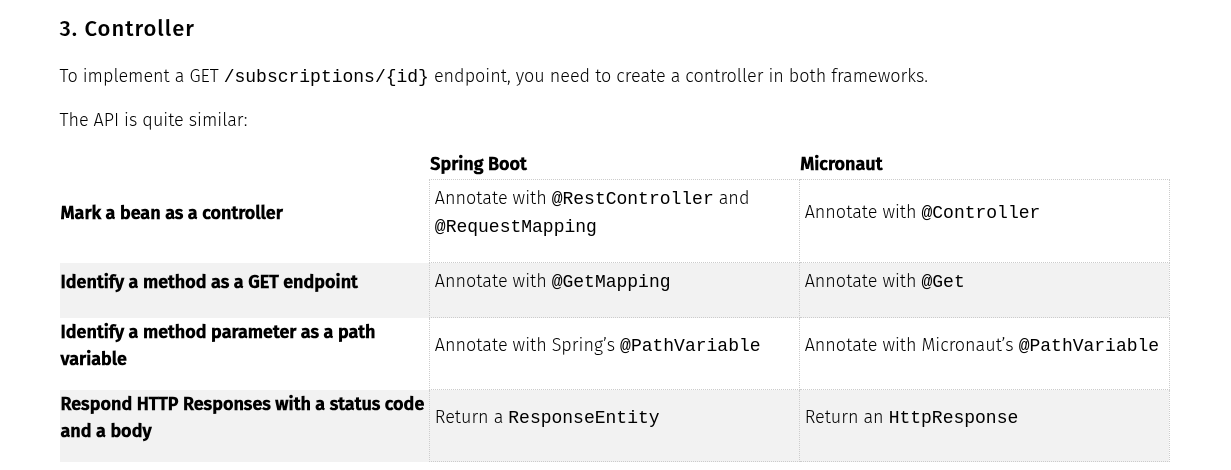 3. Controller
To implement a GET /subscriptions/{id} endpoint, you need to create a controller in both frameworks.
The API is quite similar:
Spring Boot Micronaut
Mark a bean as a controller Annotate with @RestController and @RequestMapping Annotate with @Controller
Identify a method as a GET endpoint Annotate with @GetMapping Annotate with @Get
Identify a method parameter as a path variable Annotate with Spring’s @PathVariable Annotate with Micronaut’s @PathVariable
Respond HTTP Responses with a status code and a body Return a ResponseEntity Return an HttpResponse